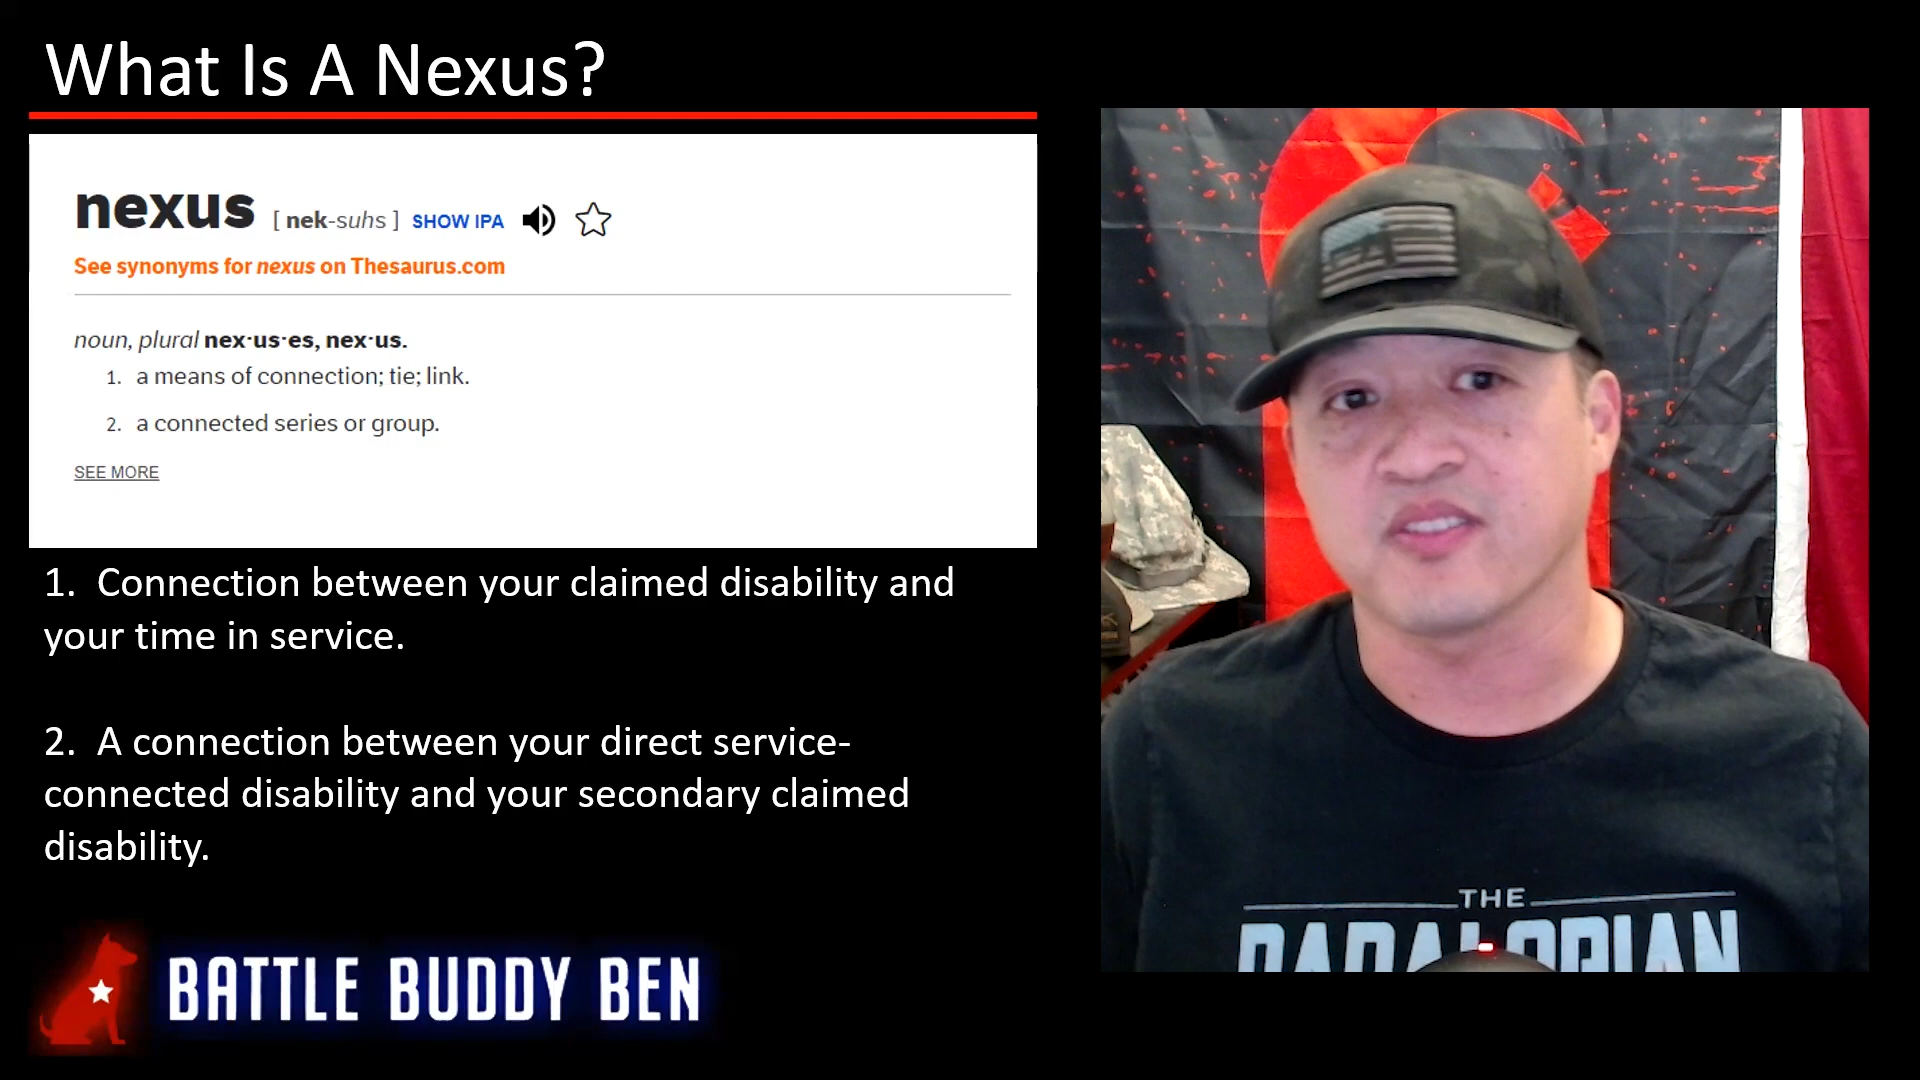 What Is A Nexus?
nexus [ nek-suhs ] SHOW IPA
See synonyms for nexus on Thesaurus.com
noun, plural nex·us·es, nex·us.
1. a means of connection; tie; link.
2. a connected series or group.
SEE MORE
1. Connection between your claimed disability and
your time in service.
2. A connection between your direct service-
connected disability and your secondary claimed
disability.
BATTLE BUDDY BEN
THE
DADALORIAN